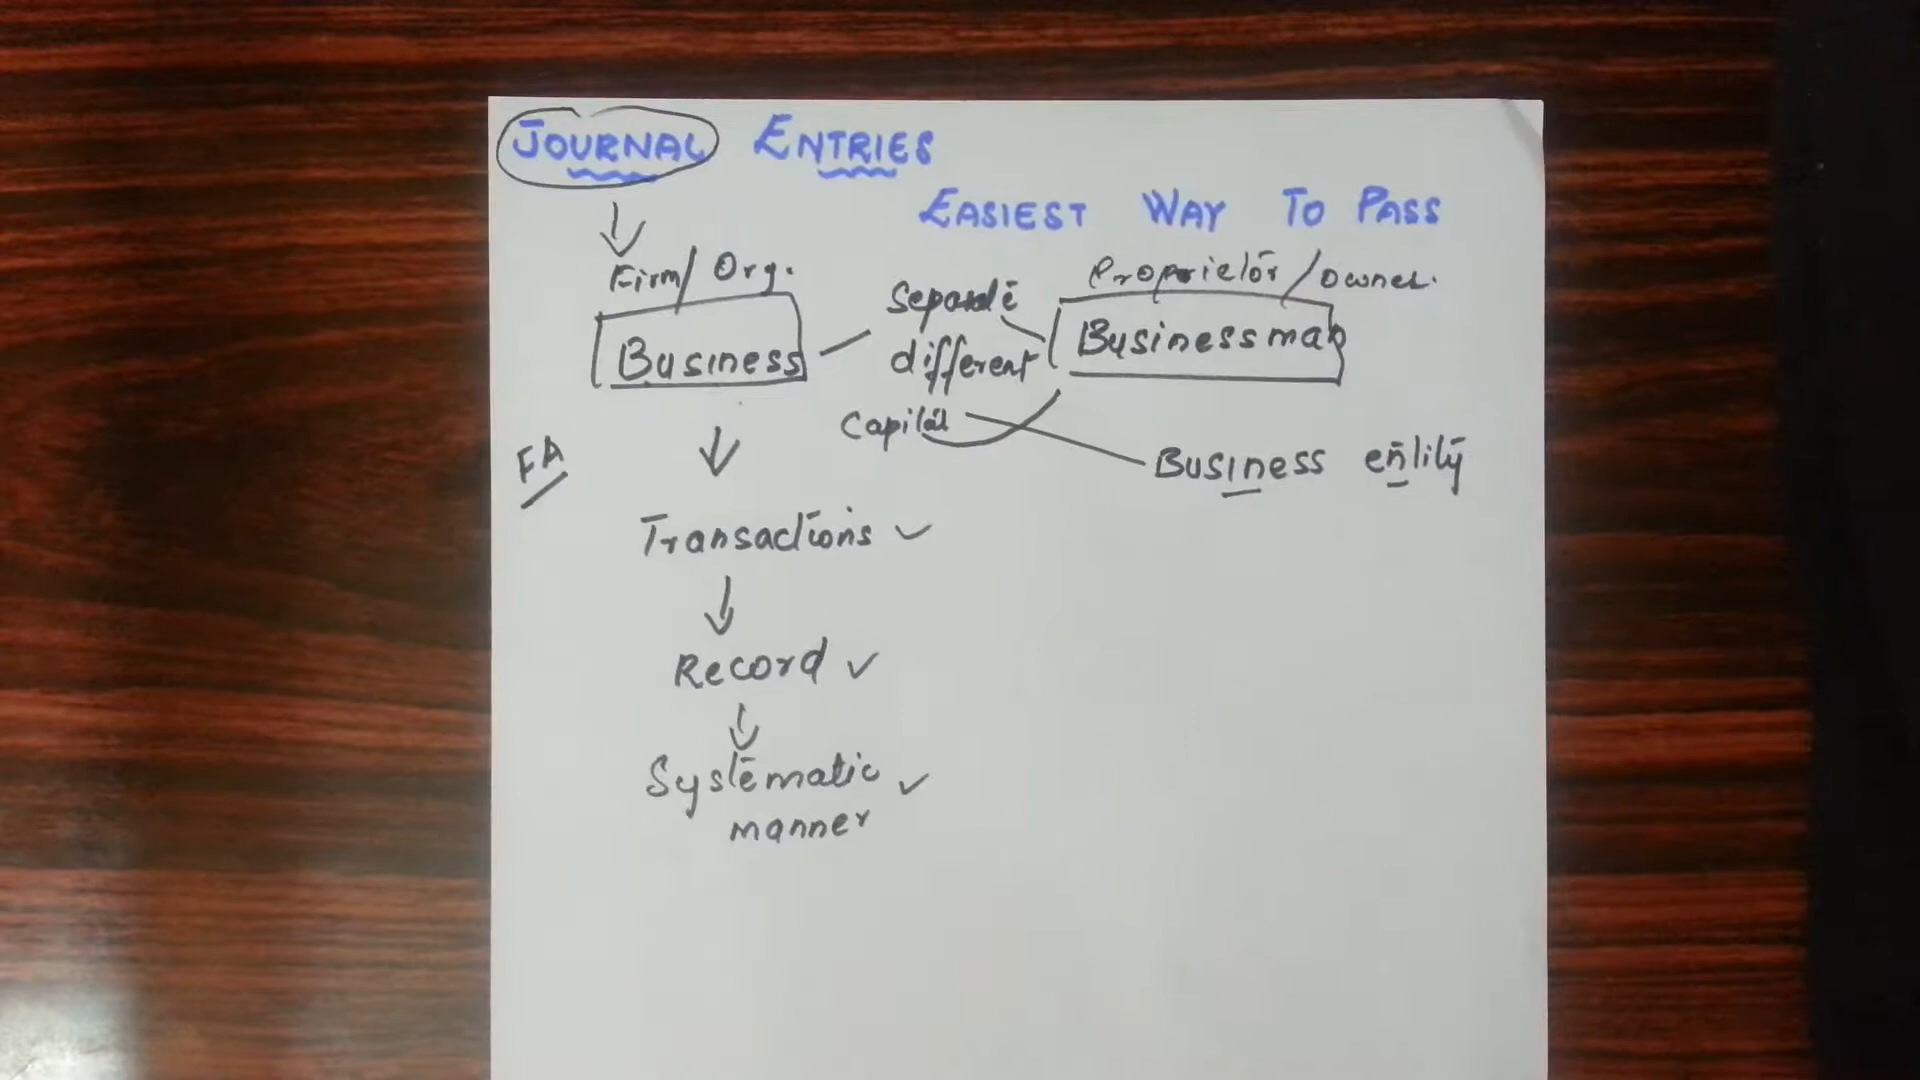 JOURNAL ENTRIES
EASIEST WAY TO PASS
Firm/ Org.
Proprietor/owner.
Separate
Business
Businessman
different
Capital
Business entity
FA
Transactions ✓
Record ✓
Systematic ✓
manner